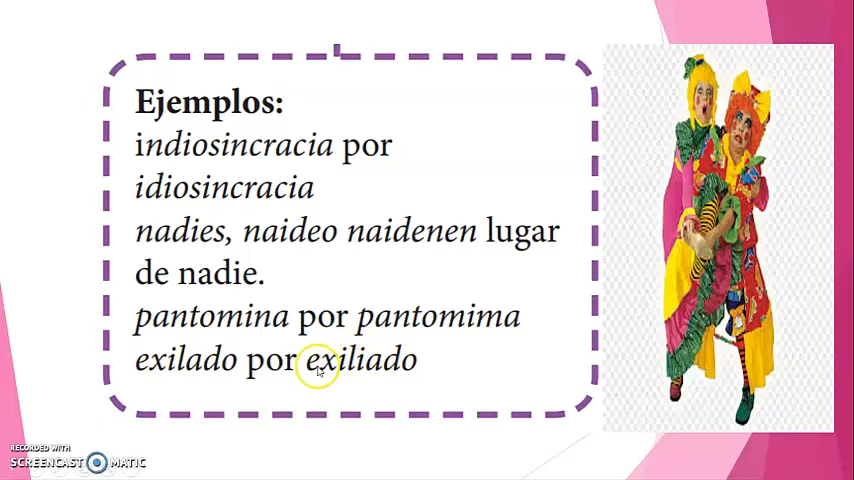 Ejemplos:
indiosincracia por
idiosincracia
nadies, naideo naidenen lugar
de nadie.
pantomina por pantomima
exilado por exiliado
RECORDED WITH
SCREENCAST MATIC